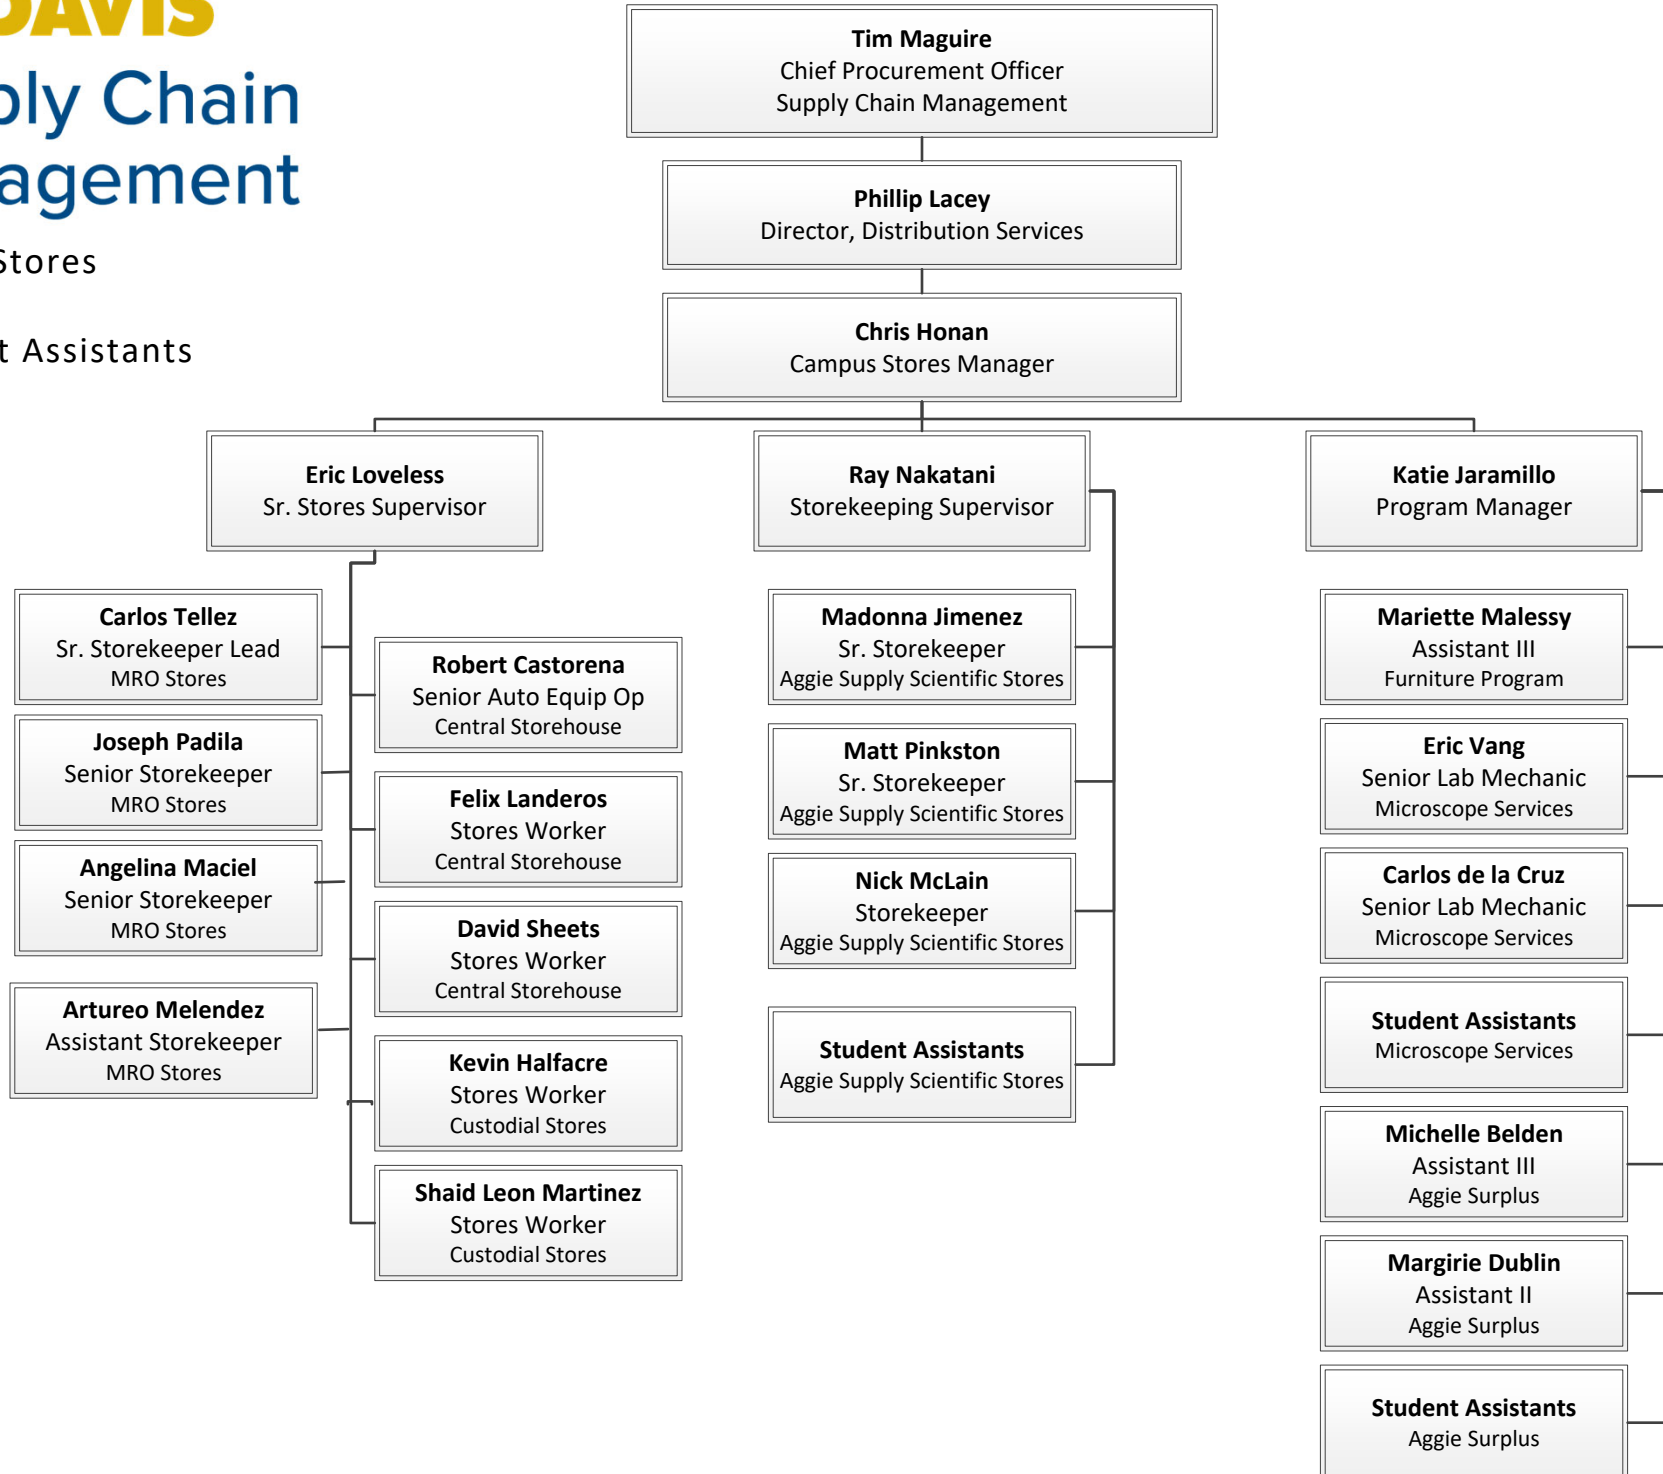 DAVIS
ply Chain
agement
Stores
t Assistants
Tim Maguire
Chief Procurement Officer
Supply Chain Management
Phillip Lacey
Director, Distribution Services
Chris Honan
Campus Stores Manager
Eric Loveless
Sr. Stores Supervisor
Carlos Tellez
Sr. Storekeeper Lead
MRO Stores
Joseph Padila
Senior Storekeeper
MRO Stores
Angelina Maciel
Senior Storekeeper
MRO Stores
Artureo Melendez
Assistant Storekeeper
MRO Stores
Robert Castorena
Senior Auto Equip Op
Central Storehouse
Felix Landeros
Stores Worker
Central Storehouse
David Sheets
Stores Worker
Central Storehouse
Kevin Halfacre
Stores Worker
Custodial Stores
Shaid Leon Martinez
Stores Worker
Custodial Stores
Ray Nakatani
Storekeeping Supervisor
Madonna Jimenez
Sr. Storekeeper
Aggie Supply Scientific Stores
Matt Pinkston
Sr. Storekeeper
Aggie Supply Scientific Stores
Nick McLain
Storekeeper
Aggie Supply Scientific Stores
Student Assistants
Aggie Supply Scientific Stores
Katie Jaramillo
Program Manager
Mariette Malessy
Assistant III
Furniture Program
Eric Vang
Senior Lab Mechanic
Microscope Services
Carlos de la Cruz
Senior Lab Mechanic
Microscope Services
Student Assistants
Microscope Services
Michelle Belden
Assistant III
Aggie Surplus
Margirie Dublin
Assistant II
Aggie Surplus
Student Assistants
Aggie Surplus